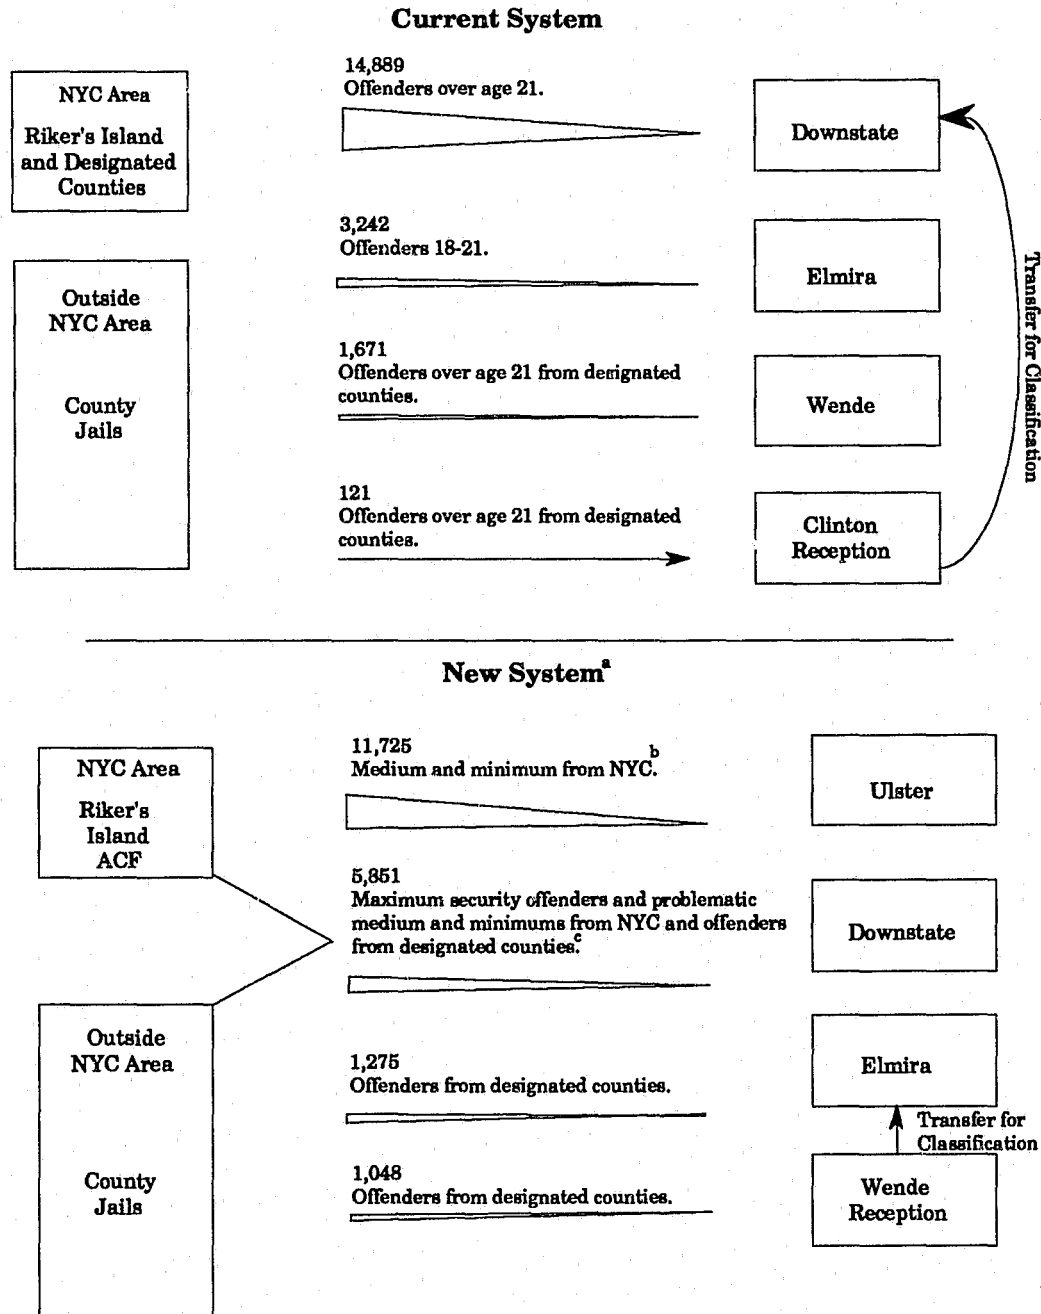 Current System
NYC Area
Riker's Island
and Designated
Counties
14,889
Offenders over age 21.
Downstate
3,242
Offenders 18-21.
Elmira
Outside
NYC Area
County
Jails
1,671
Offenders over age 21 from designated
counties.
Wende
121
Offenders over age 21 from designated
counties.
Clinton
Reception
Transfer for Classification
New Systemᵃ
NYC Area
Riker's
Island
ACF
11,725
Medium and minimum from NYC.ᵇ
Ulster
5,851
Maximum security offenders and problematic
medium and minimums from NYC and offenders
from designated counties.ᶜ
Downstate
Outside
NYC Area
County
Jails
1,275
Offenders from designated counties.
Elmira
Transfer for
Classification
1,048
Offenders from designated counties.
Wende
Reception